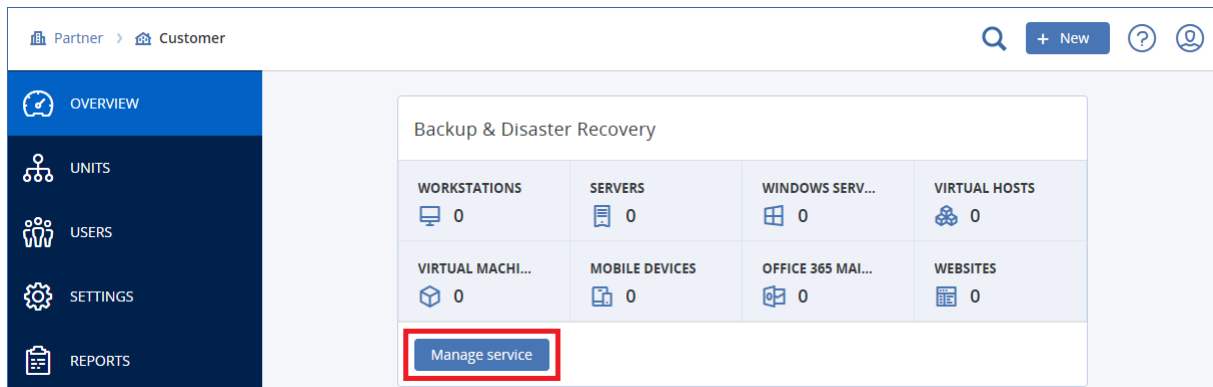 Partner > Customer
+ New
OVERVIEW
UNITS
USERS
SETTINGS
REPORTS
Backup & Disaster Recovery
WORKSTATIONS SERVERS WINDOWS SERV... VIRTUAL HOSTS
0 0 0 0
VIRTUAL MACHI... MOBILE DEVICES OFFICE 365 MAI... WEBSITES
0 0 0 0
Manage service